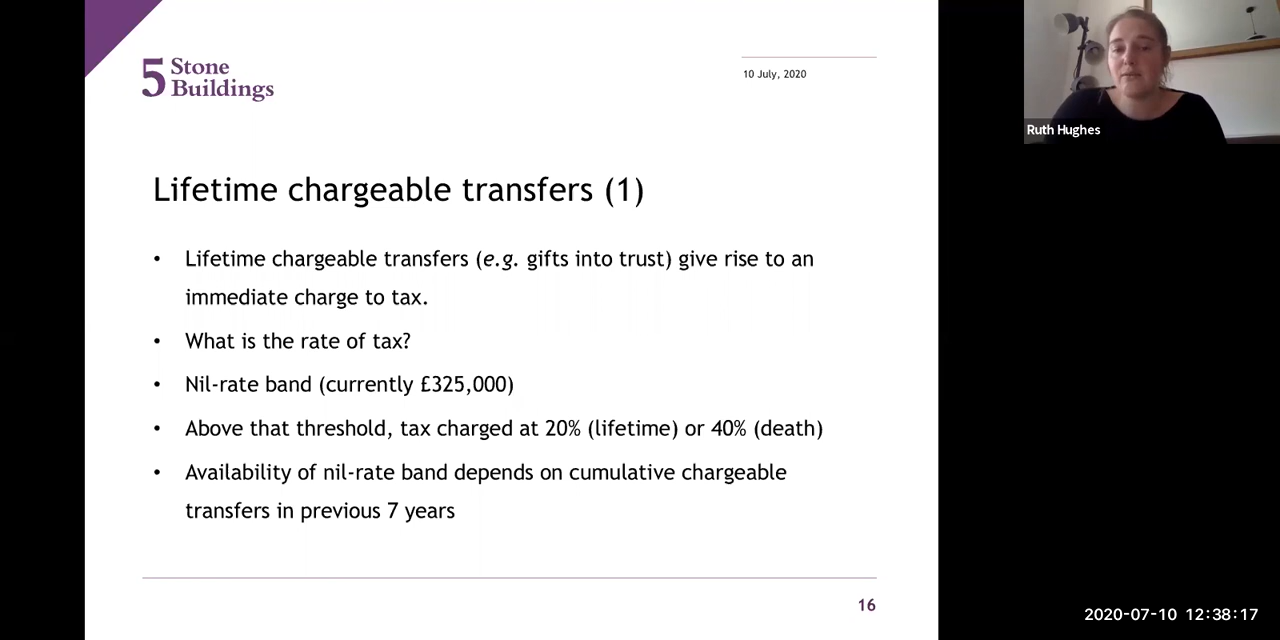 5 Stone
Buildings
10 July, 2020
Ruth Hughes
Lifetime chargeable transfers (1)
• Lifetime chargeable transfers (e.g. gifts into trust) give rise to an
immediate charge to tax.
• What is the rate of tax?
• Nil-rate band (currently £325,000)
• Above that threshold, tax charged at 20% (lifetime) or 40% (death)
• Availability of nil-rate band depends on cumulative chargeable
transfers in previous 7 years
16
2020-07-10 12:38:17